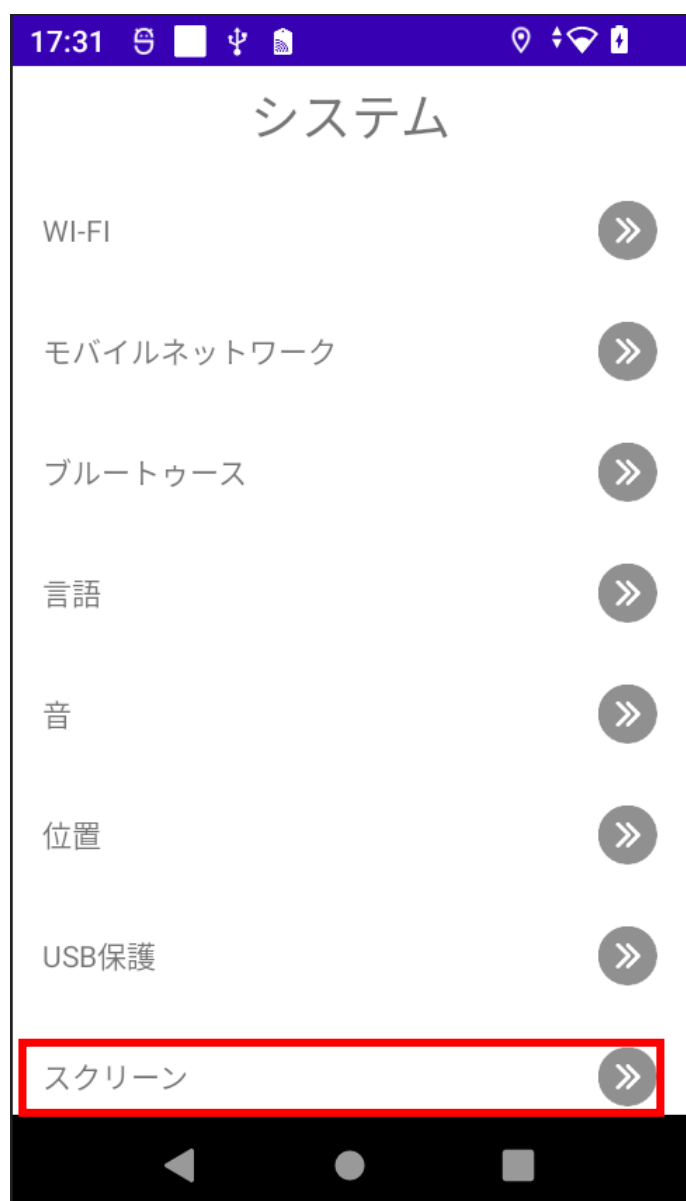 17:31
システム
WI-FI
モバイルネットワーク
ブルートゥース
言語
音
位置
USB保護
スクリーン